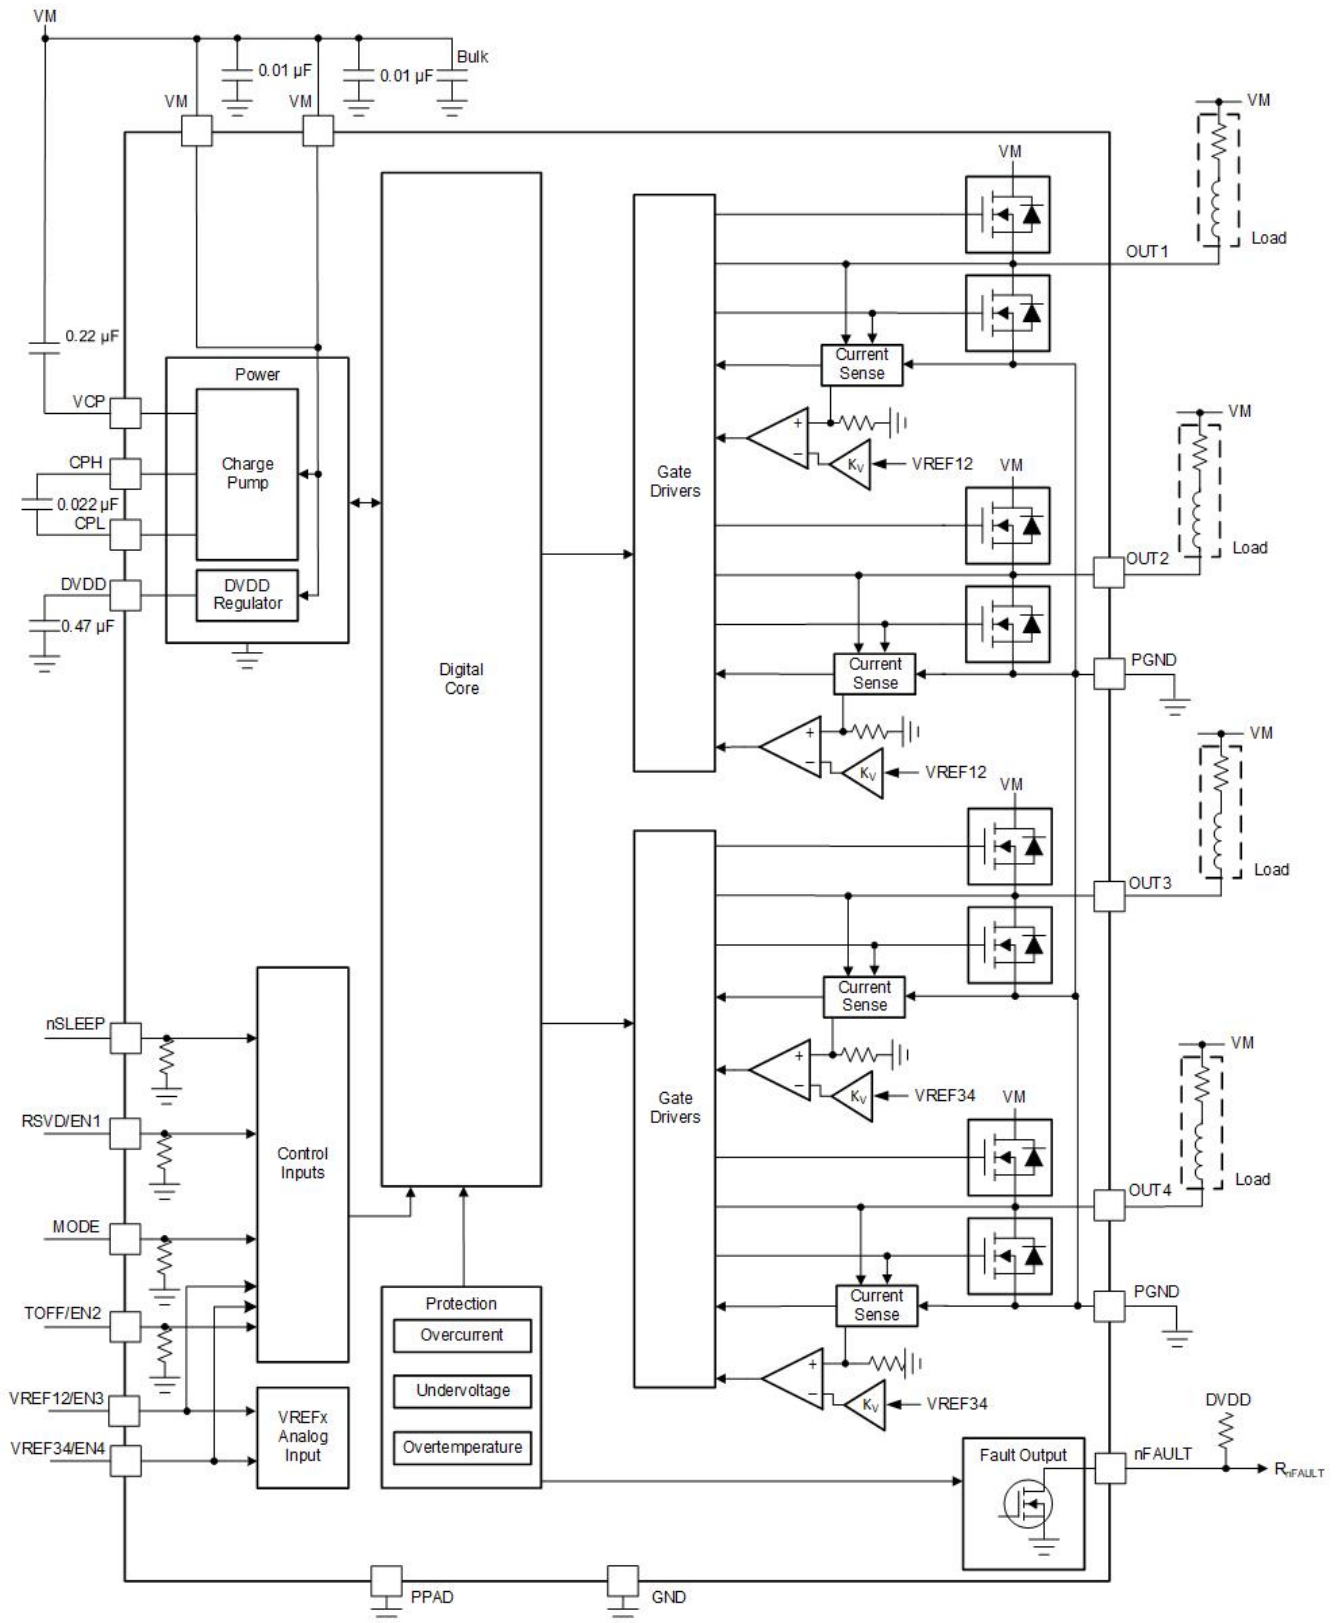 VM
0.01 µF
0.01 µF
Bulk
VM
VM
VM
Load
OUT1
VM
0.22 µF
VCP
CPH
0.022 µF
CPL
DVDD
0.47 µF
Power
Charge
Pump
DVDD
Regulator
Digital
Core
Gate
Drivers
Current
Sense
+
−
KV
VREF12
VM
VM
Load
OUT2
Current
Sense
PGND
+
−
KV
VREF12
VM
VM
Load
OUT3
Gate
Drivers
Current
Sense
+
−
KV
VREF34
VM
VM
Load
OUT4
Current
Sense
PGND
+
−
KV
VREF34
nSLEEP
RSVD/EN1
MODE
TOFF/EN2
VREF12/EN3
VREF34/EN4
Control
Inputs
VREFx
Analog
Input
Protection
Overcurrent
Undervoltage
Overtemperature
Fault Output
nFAULT
DVDD
RnFAULT
PPAD
GND